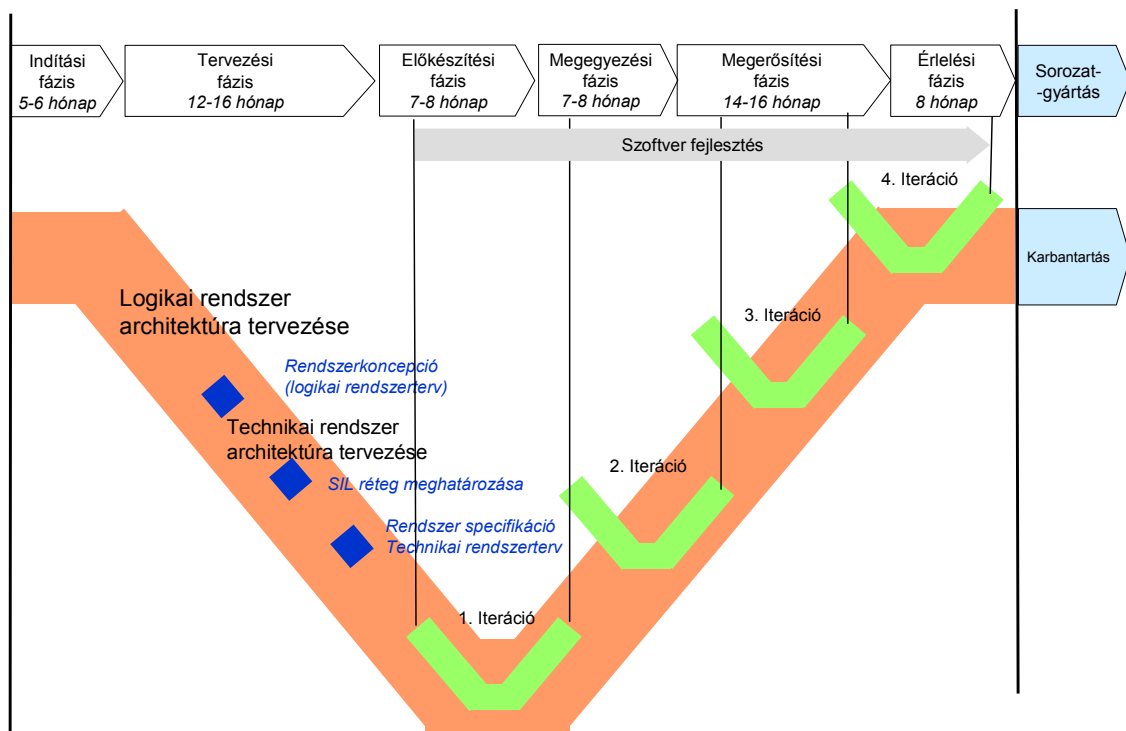 Indítási
fázis
5-6 hónap
Tervezési
fázis
12-16 hónap
Előkészítési
fázis
7-8 hónap
Megegyezési
fázis
7-8 hónap
Megerősítési
fázis
14-16 hónap
Érlelési
fázis
8 hónap
Sorozat-
-gyártás
Szoftver fejlesztés
4. Iteráció
Karbantartás
Logikai rendszer
architektúra tervezése
3. Iteráció
Rendszerkoncepció
(logikai rendszerterv)
Technikai rendszer
architektúra tervezése
2. Iteráció
SIL réteg meghatározása
Rendszer specifikáció
Technikai rendszerterv
1. Iteráció